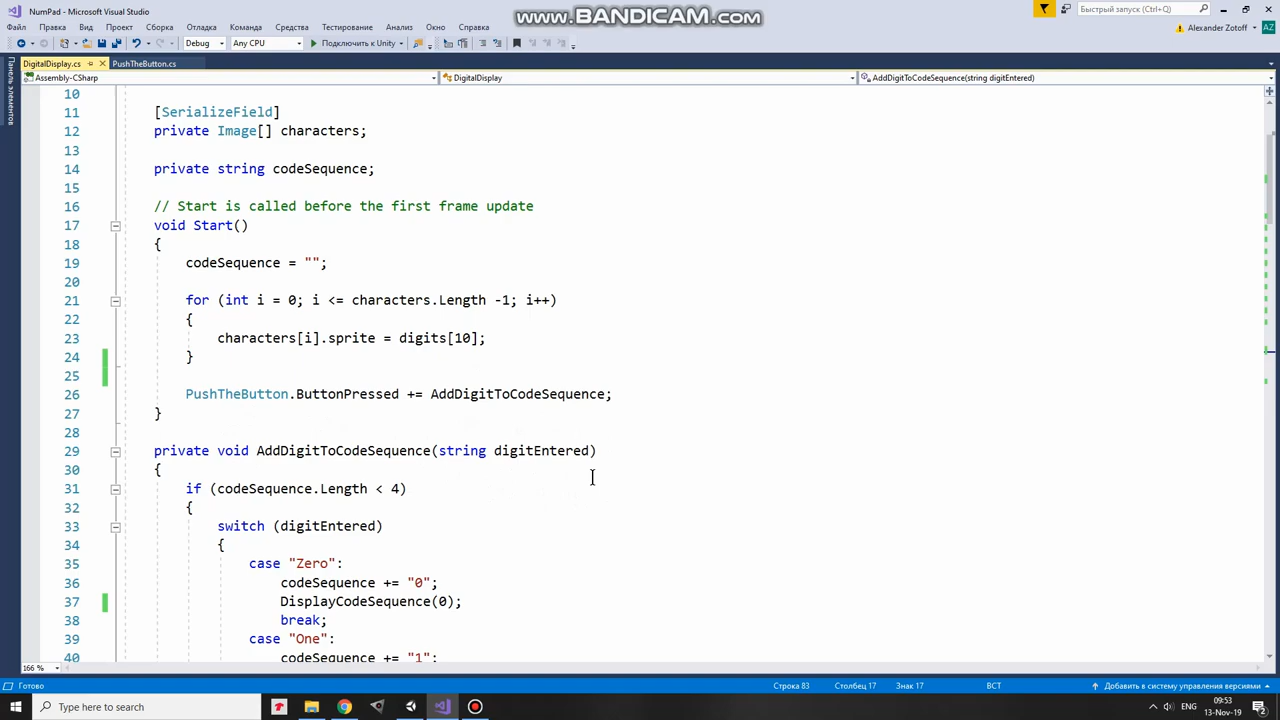 NumPad - Microsoft Visual Studio
www.BANDICAM.com
Быстрый запуск (Ctrl+Q)
Файл Правка Вид Проект Сборка Отладка Команда Средства Тестирование Анализ Окно Справка
Alexander Zotoff AZ
Debug Any CPU Подключить к Unity
Панель элементов
DigitalDisplay.cs PushTheButton.cs
Assembly-CSharp DigitalDisplay AddDigitToCodeSequence(string digitEntered)
10
11 [SerializeField]
12 private Image[] characters;
13
14 private string codeSequence;
15
16 // Start is called before the first frame update
17 void Start()
18 {
19 codeSequence = "";
20
21 for (int i = 0; i <= characters.Length -1; i++)
22 {
23 characters[i].sprite = digits[10];
24 }
25
26 PushTheButton.ButtonPressed += AddDigitToCodeSequence;
27 }
28
29 private void AddDigitToCodeSequence(string digitEntered)
30 {
31 if (codeSequence.Length < 4)
32 {
33 switch (digitEntered)
34 {
35 case "Zero":
36 codeSequence += "0";
37 DisplayCodeSequence(0);
38 break;
39 case "One":
40 codeSequence += "1";
166 %
Готово Строка 83 Столбец 17 Знак 17 ВСТ Добавить в систему управления версиями
Type here to search
ENG
09:53
13-Nov-19
2